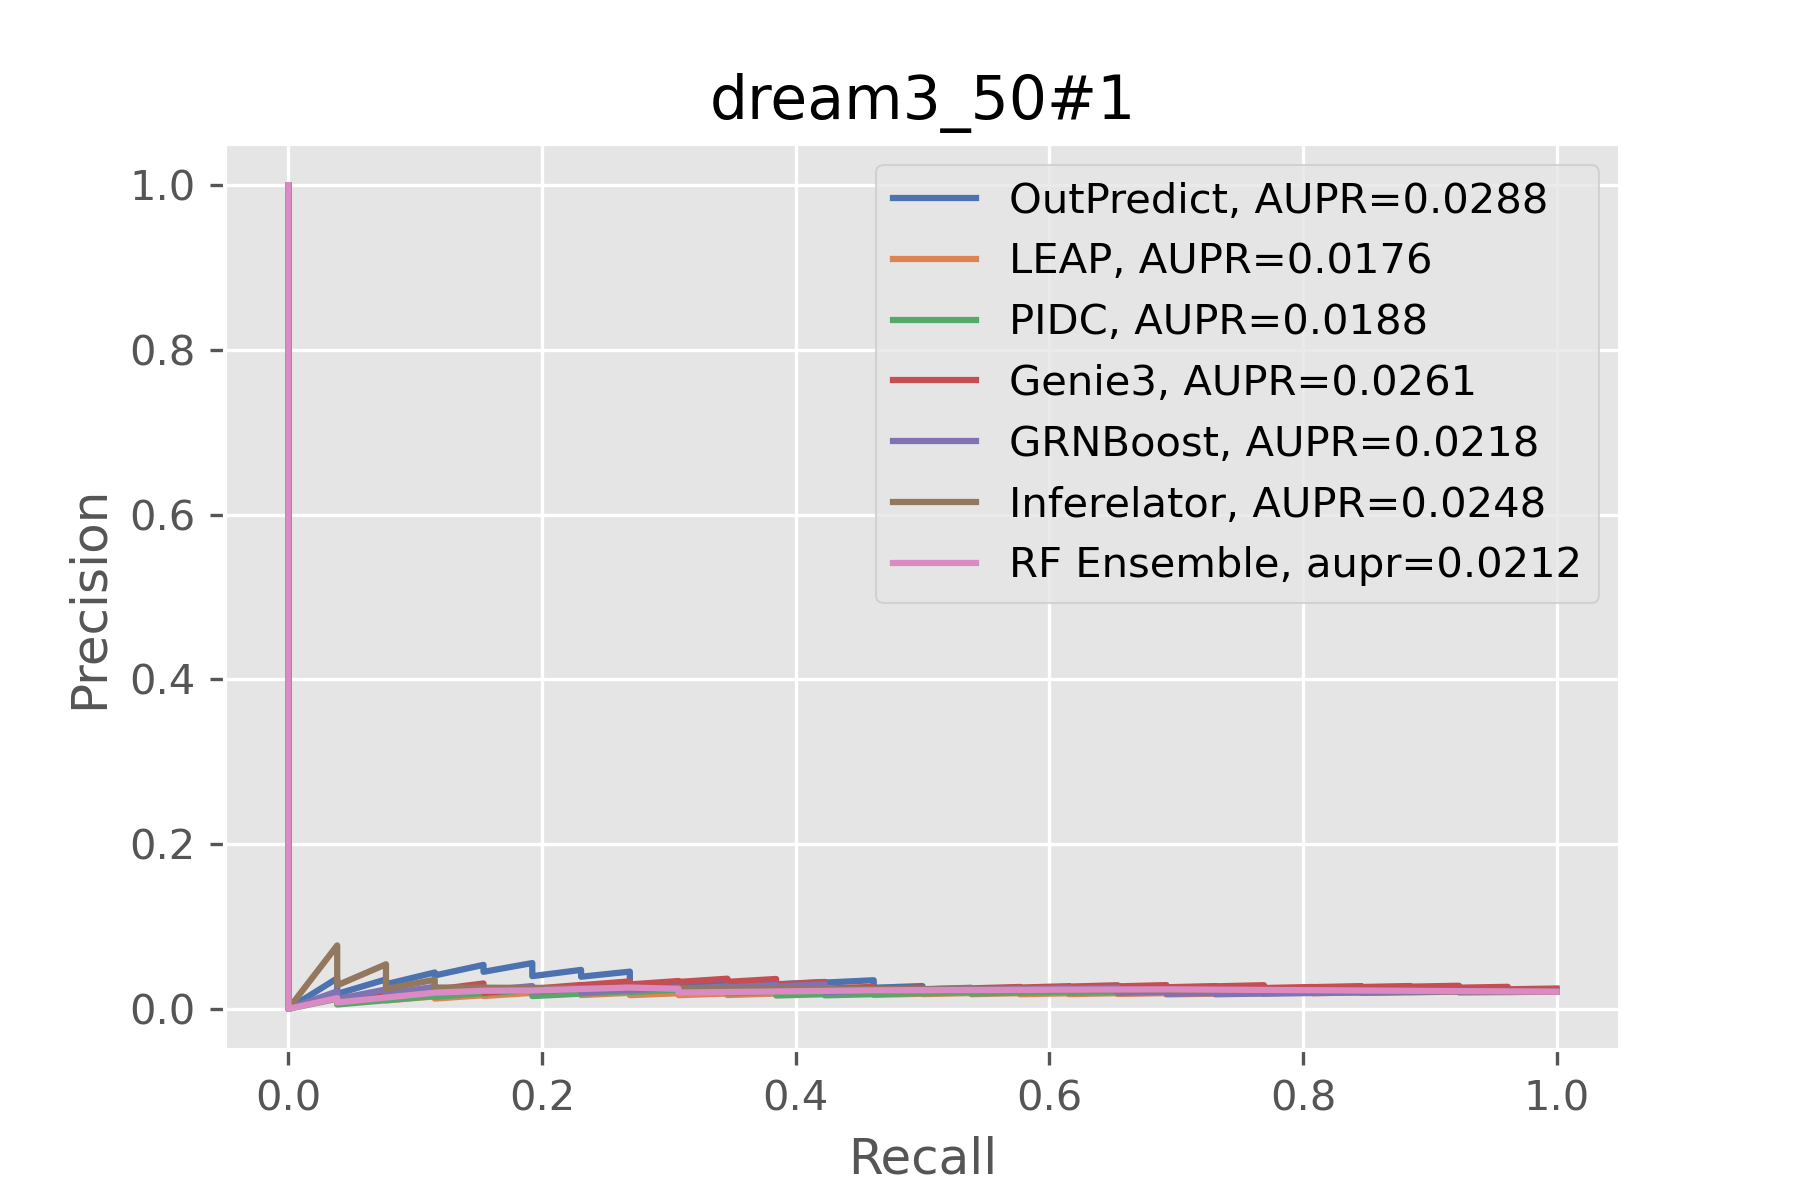 dream3_50#1
OutPredict, AUPR=0.0288
LEAP, AUPR=0.0176
PIDC, AUPR=0.0188
Genie3, AUPR=0.0261
GRNBoost, AUPR=0.0218
Inferelator, AUPR=0.0248
RF Ensemble, aupr=0.0212
Precision
1.0
0.8
0.6
0.4
0.2
0.0
0.0 0.2 0.4 0.6 0.8 1.0
Recall